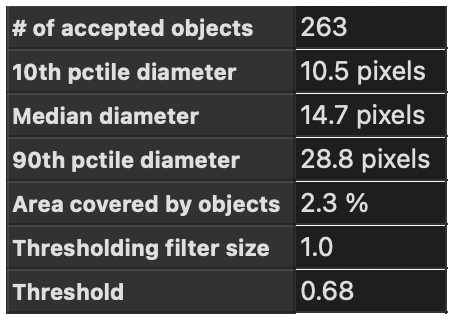 # of accepted objects 263
10th pctile diameter 10.5 pixels
Median diameter 14.7 pixels
90th pctile diameter 28.8 pixels
Area covered by objects 2.3 %
Thresholding filter size 1.0
Threshold 0.68